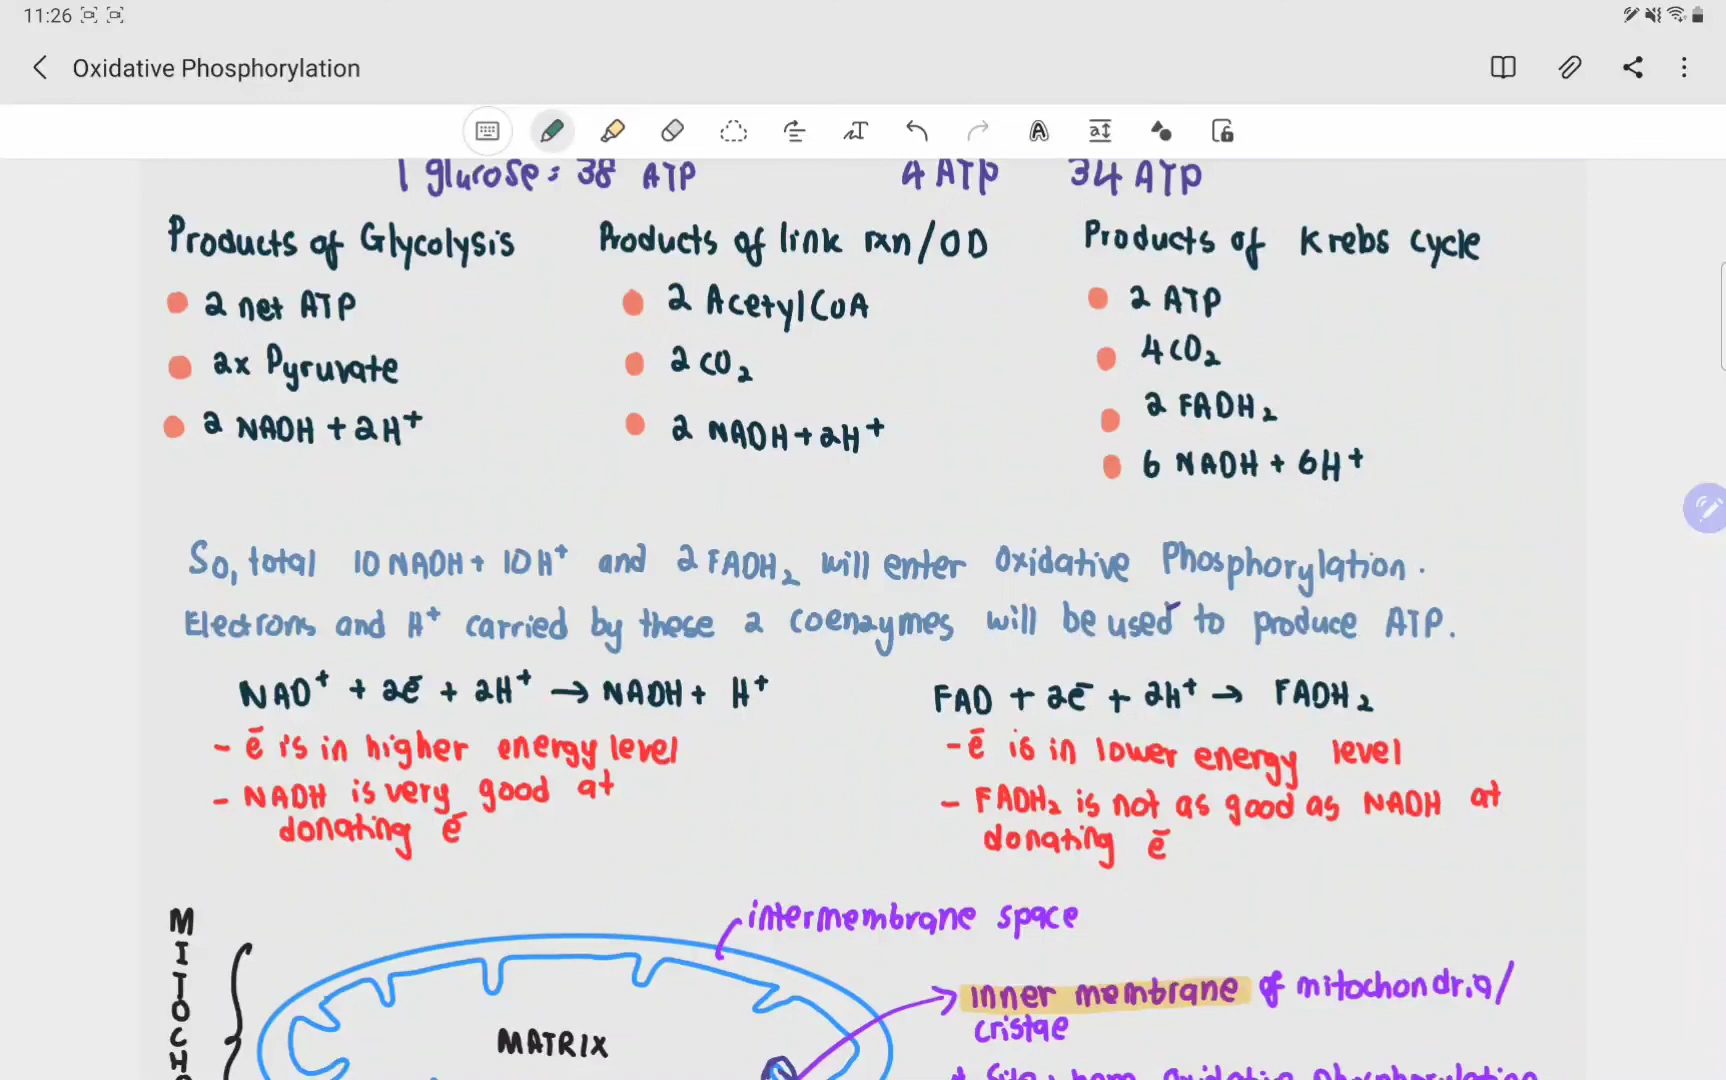 11:26
Oxidative Phosphorylation
1 glucose = 38 ATP 4 ATP 34 ATP
Products of Glycolysis
2 net ATP
2x Pyruvate
2 NADH + 2H⁺
Products of link rxn/OD
2 Acetyl CoA
2 CO₂
2 NADH + 2H⁺
Products of Krebs cycle
2 ATP
4CO₂
2 FADH₂
6 NADH + 6H⁺
So, total 10 NADH + 10H⁺ and 2 FADH₂ will enter Oxidative Phosphorylation.
Electrons and H⁺ carried by these 2 coenzymes will be used to produce ATP.
NAD⁺ + 2ē + 2H⁺ → NADH + H⁺
- ē is in higher energy level
- NADH is very good at
donating ē
FAD + 2ē + 2H⁺ → FADH₂
- ē is in lower energy level
- FADH₂ is not as good as NADH at
donating ē
MITOCH
intermembrane space
MATRIX
inner membrane of mitochondria/
cristae